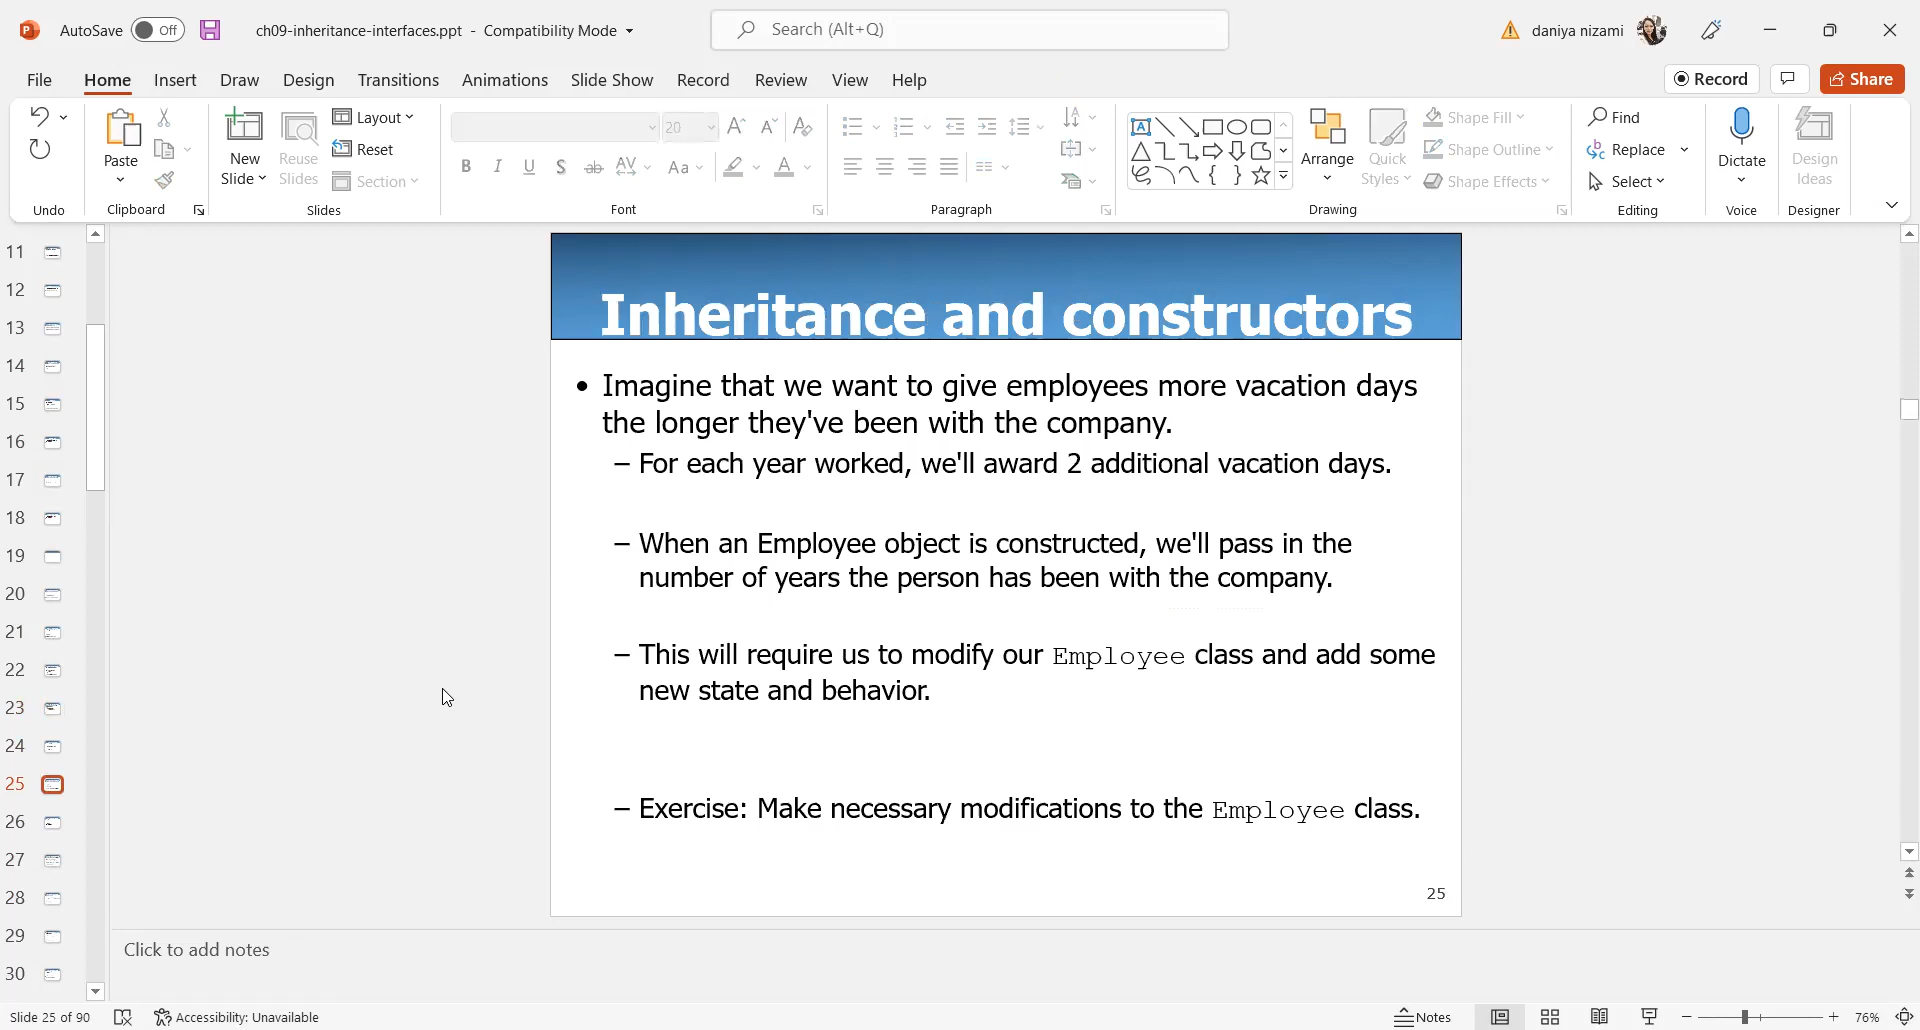 AutoSave Off ch09-inheritance-interfaces.ppt - Compatibility Mode Search (Alt+Q) daniya nizami
File Home Insert Draw Design Transitions Animations Slide Show Record Review View Help Record Share
Paste
New Slide
Reuse Slides
Layout
Reset
Section
20
B I U S ab AV Aa A
Arrange
Quick Styles
Shape Fill
Shape Outline
Shape Effects
Find
Replace
Select
Dictate
Design Ideas
Undo Clipboard Slides Font Paragraph Drawing Editing Voice Designer
11
12
13
14
15
16
17
18
19
20
21
22
23
24
25
26
27
28
29
30
Inheritance and constructors
• Imagine that we want to give employees more vacation days
the longer they've been with the company.
– For each year worked, we'll award 2 additional vacation days.
– When an Employee object is constructed, we'll pass in the
number of years the person has been with the company.
– This will require us to modify our Employee class and add some
new state and behavior.
– Exercise: Make necessary modifications to the Employee class.
25
Click to add notes
Slide 25 of 90 Accessibility: Unavailable Notes 76%